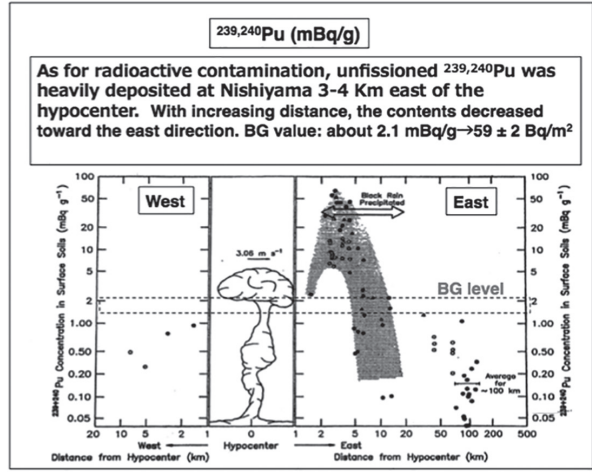 239,240Pu (mBq/g)
As for radioactive contamination, unfissioned 239,240Pu was
heavily deposited at Nishiyama 3-4 Km east of the
hypocenter. With increasing distance, the contents decreased
toward the east direction. BG value: about 2.1 mBq/g→59 ± 2 Bq/m²
239+240 Pu Concentration in Surface Soils (mBq g⁻¹)
100
50
20
10
5
2
1.00
0.50
0.20
0.10
0.05
West
3.06 m s⁻¹
Black Rain
Precipitated
East
BG level
Average
for
~100 km
100
50
20
10
5
2
1.00
0.50
0.20
0.10
0.05
239+240 Pu Concentration in Surface Soils (mBq g⁻¹)
20 10 5 2 1 0 1 2 5 10 20 50 100 200 500
West Hypocenter East
Distance from Hypocenter (km) Distance from Hypocenter (km)